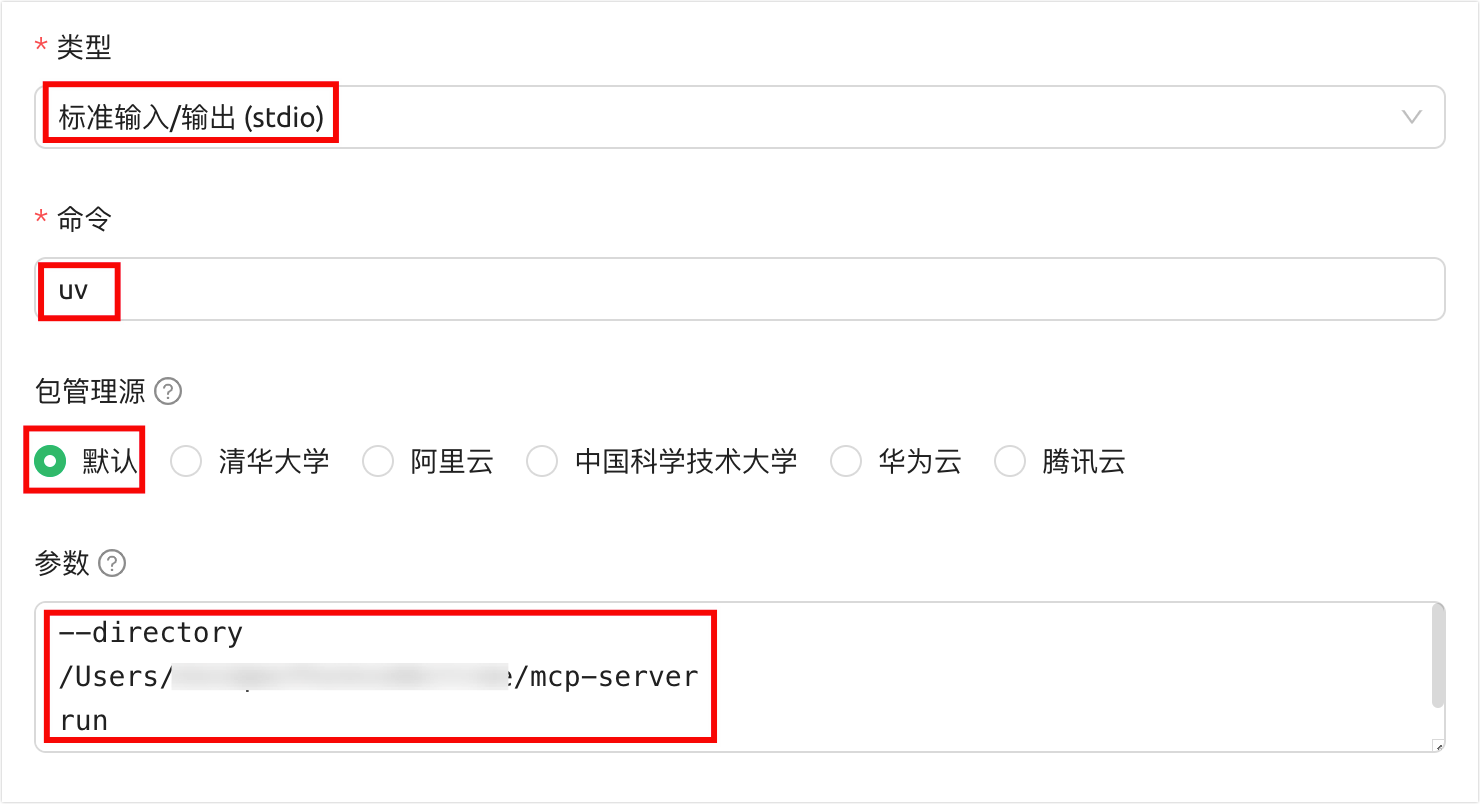 * 类型
标准输入/输出 (stdio)
* 命令
uv
包管理源 ?
默认 清华大学 阿里云 中国科学技术大学 华为云 腾讯云
参数 ?
--directory
/Users/ /mcp-server
run